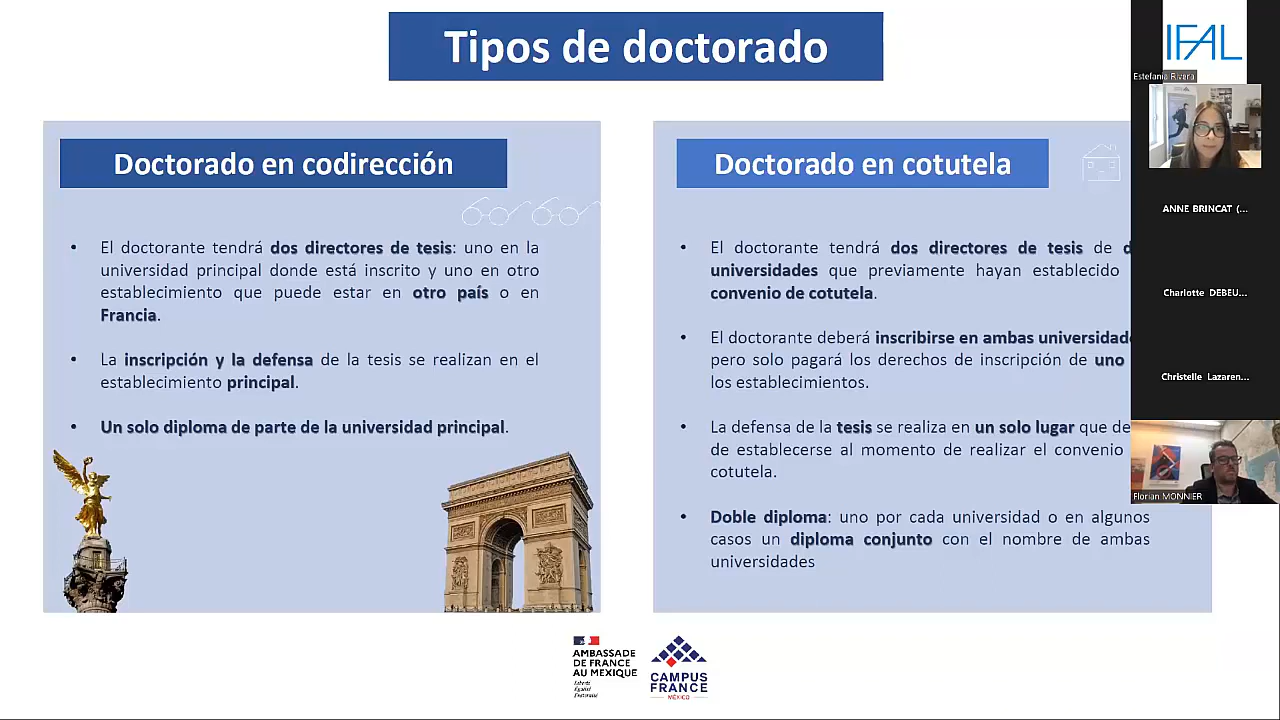 Tipos de doctorado
Doctorado en codirección
El doctorante tendrá dos directores de tesis: uno en la
universidad principal donde está inscrito y uno en otro
establecimiento que puede estar en otro país o en
Francia.
La inscripción y la defensa de la tesis se realizan en el
establecimiento principal.
Un solo diploma de parte de la universidad principal.
Doctorado en cotutela
El doctorante tendrá dos directores de tesis de
universidades que previamente hayan establecido
convenio de cotutela.
El doctorante deberá inscribirse en ambas
pero solo pagará los derechos de inscripción de uno
los establecimientos.
La defensa de la tesis se realiza en un solo lugar que
de establecerse al momento de realizar el convenio
cotutela.
Doble diploma: uno por cada universidad o en algunos
casos un diploma conjunto con el nombre de ambas
universidades
IFAL
Estefania Rivera
ANNE BRINCAT (...
Charlotte DEBEU...
Christelle Lazaren...
Florian MONNIER
AMBASSADE
DE FRANCE
AU MEXIQUE
Liberté
Égalité
Fraternité
CAMPUS
FRANCE
MEXICO